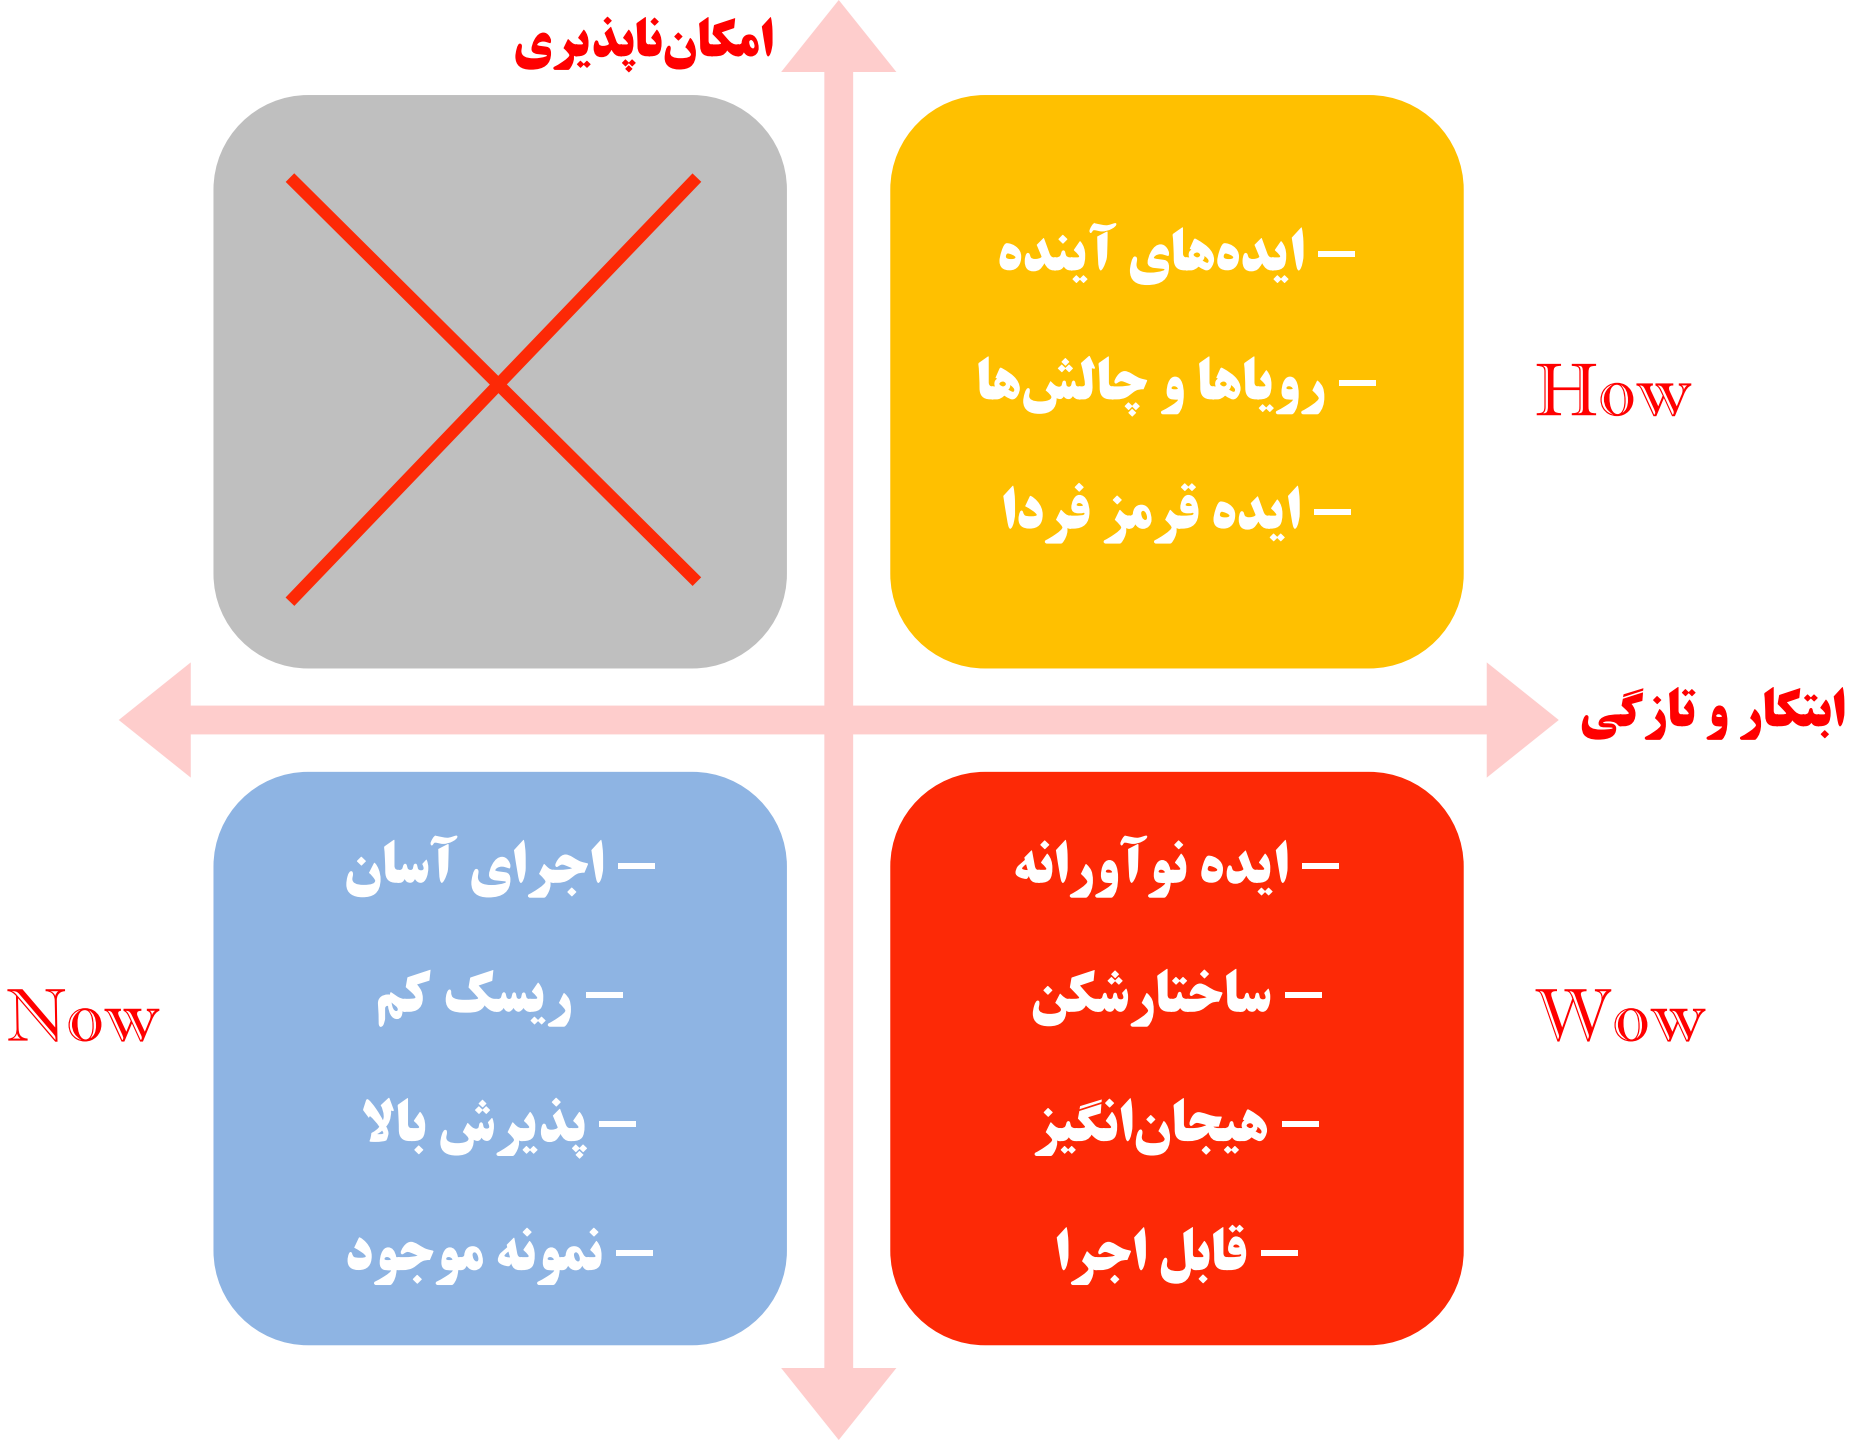 امکان‌ناپذیری
– ایده‌های آینده
– رویاها و چالش‌ها
– ایده قرمز فردا
How
ابتکار و تازگی
– ایده نوآورانه
– ساختارشکن
– هیجان‌انگیز
– قابل اجرا
Wow
– اجرای آسان
– ریسک کم
– پذیرش بالا
– نمونه موجود
Now